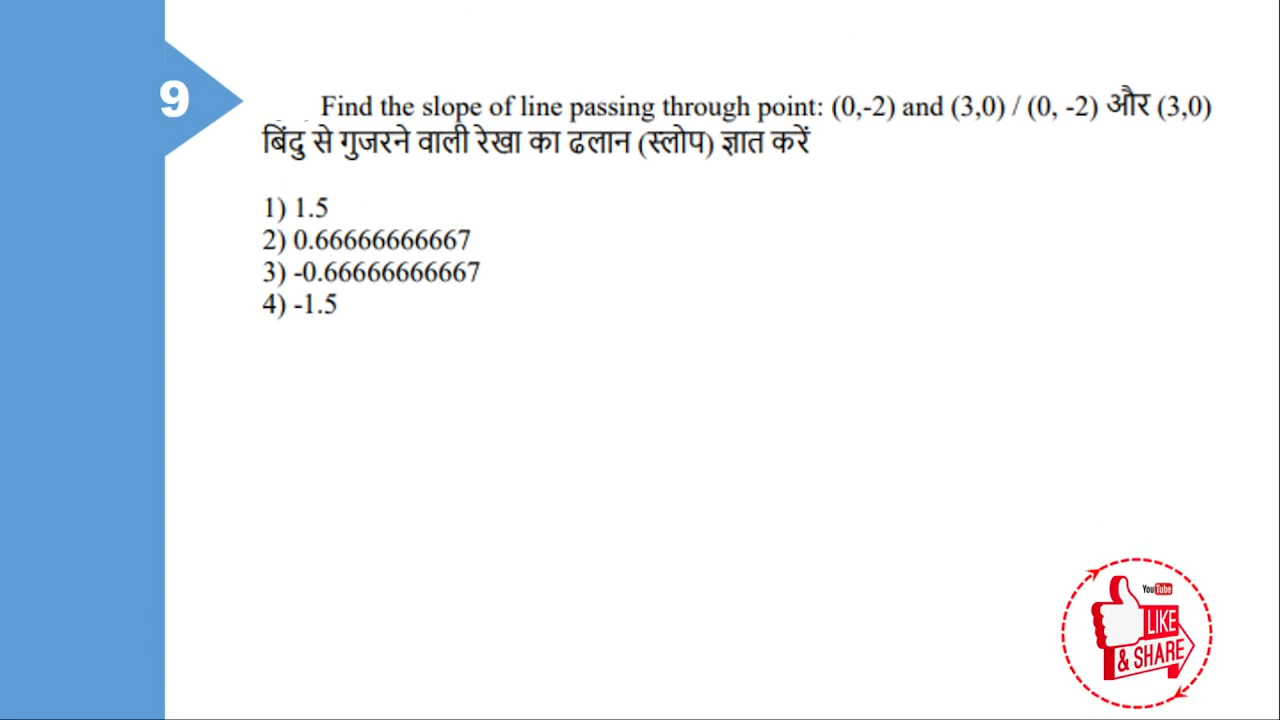 9
Find the slope of line passing through point: (0,-2) and (3,0) / (0, -2) और (3,0)
बिंदु से गुजरने वाली रेखा का ढलान (स्लोप) ज्ञात करें
1) 1.5
2) 0.66666666667
3) -0.66666666667
4) -1.5
YouTube
LIKE
& SHARE